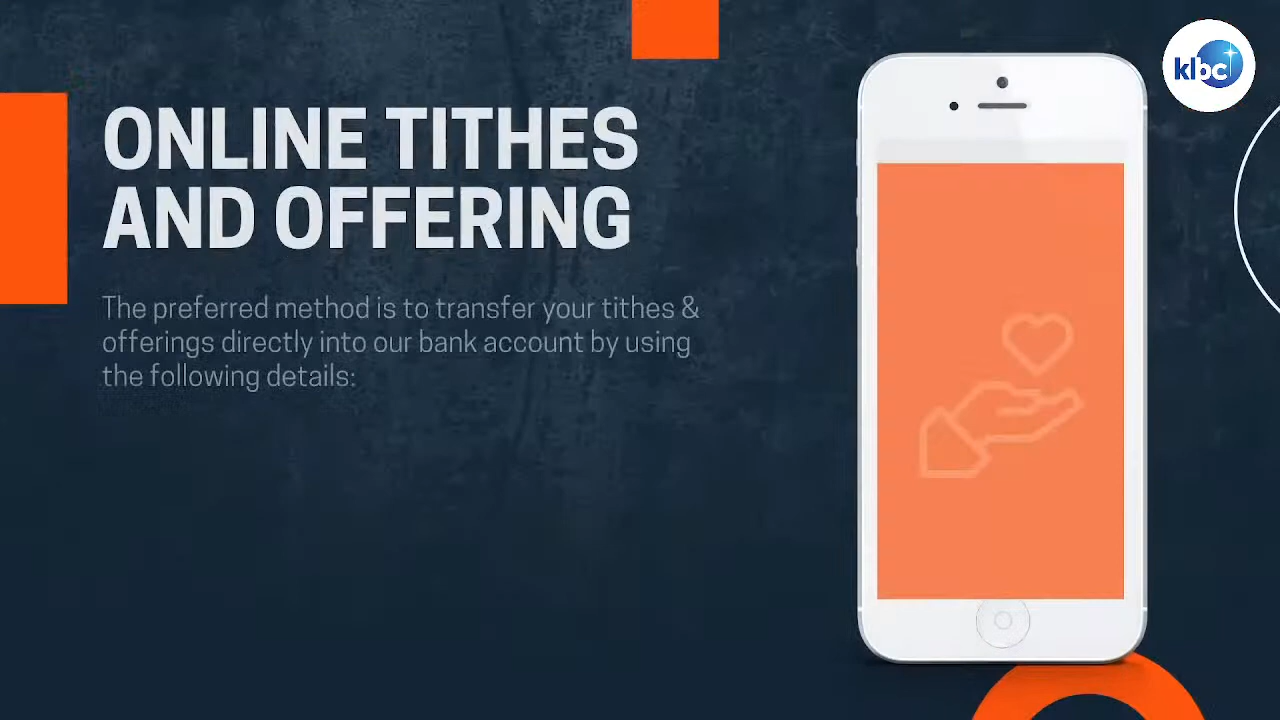 klbc
ONLINE TITHES
AND OFFERING
The preferred method is to transfer your tithes &
offerings directly into our bank account by using
the following details: